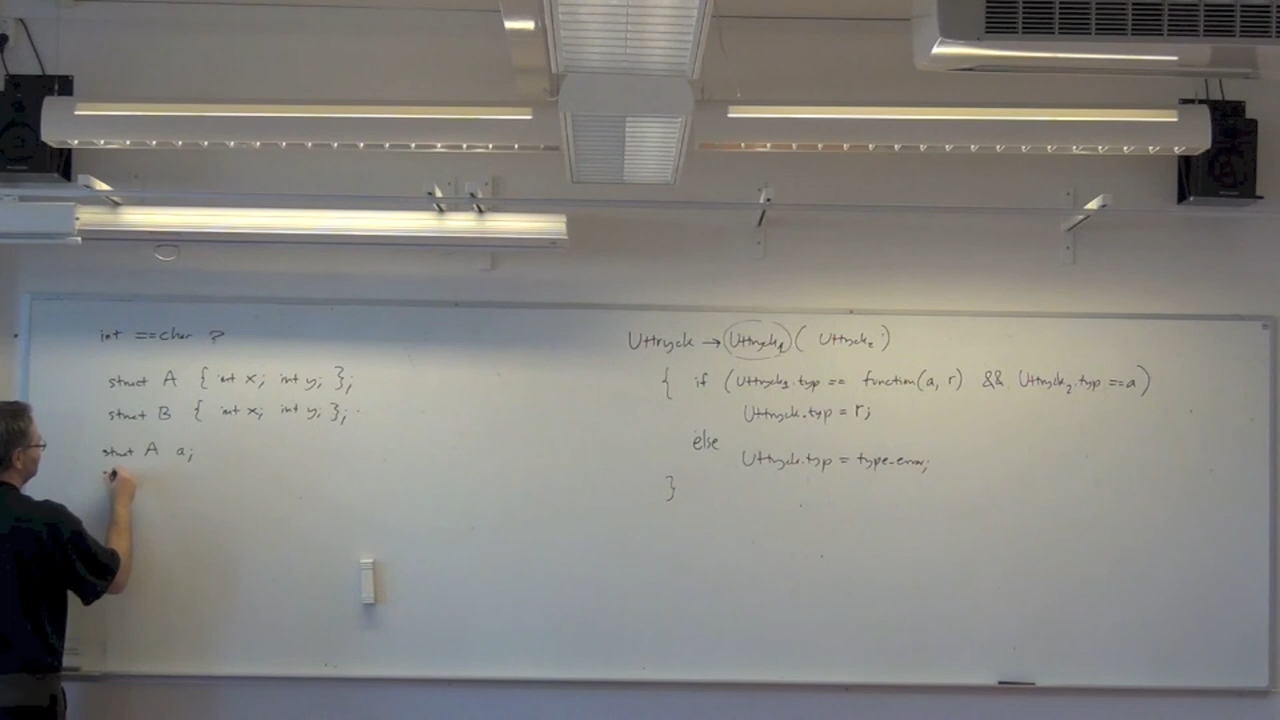 int == char ?
struct A { int x; int y; };
struct B { int x; int y; };
struct A a;
Uttryck → Uttryck₁ ( Uttryck₂ )
{ if (Uttryck₁.typ == function(a, r) && Uttryck₂.typ == a)
Uttryck.typ = r;
else
Uttryck.typ = type-error;
}